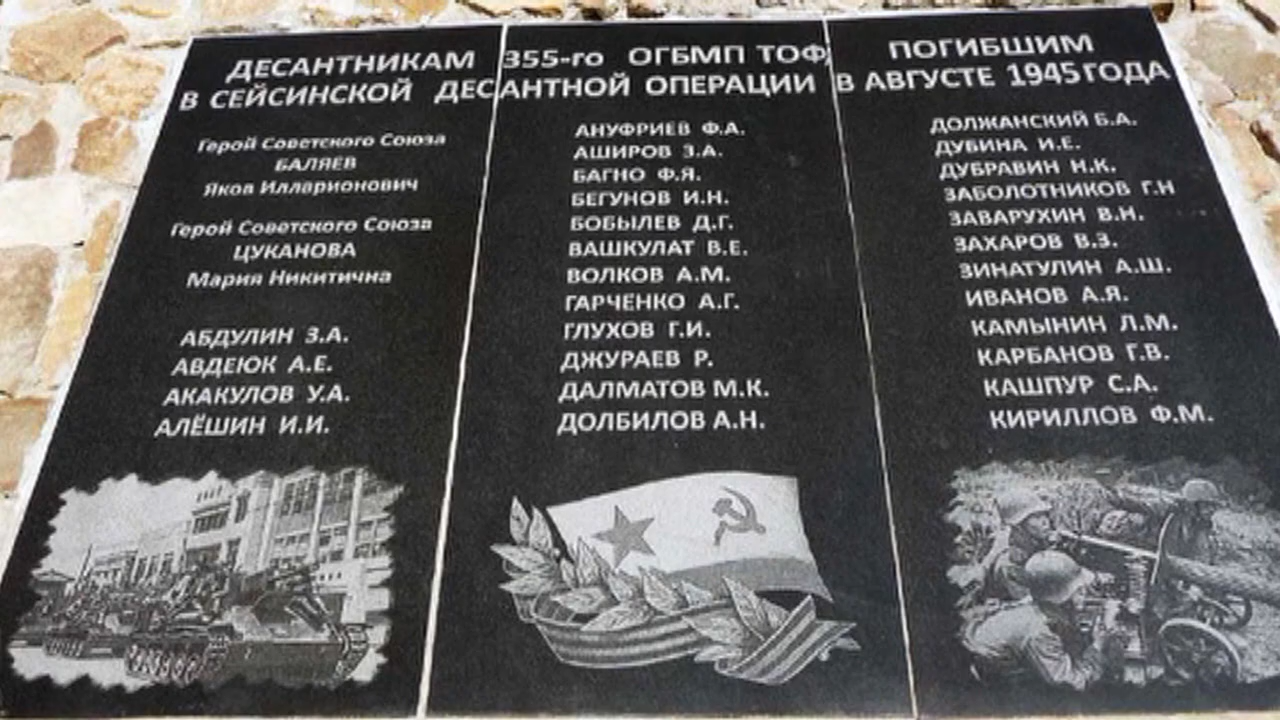 ДЕСАНТНИКАМ 355-го ОГБМП ТОФ, ПОГИБШИМ
В СЕЙСИНСКОЙ ДЕСАНТНОЙ ОПЕРАЦИИ В АВГУСТЕ 1945 ГОДА
Герой Советского Союза
БАЛЯЕВ
Яков Илларионович
Герой Советского Союза
ЦУКАНОВА
Мария Никитична
АБДУЛИН З.А.
АВДЕЮК А.Е.
АКАКУЛОВ У.А.
АЛЁШИН И.И.
АНУФРИЕВ Ф.А.
АШИРОВ З.А.
БАГНО Ф.Я.
БЕГУНОВ И.Н.
БОБЫЛЕВ Д.Г.
ВАШКУЛАТ В.Е.
ВОЛКОВ А.М.
ГАРЧЕНКО А.Г.
ГЛУХОВ Г.И.
ДЖУРАЕВ Р.
ДАЛМАТОВ М.К.
ДОЛБИЛОВ А.Н.
ДОЛЖАНСКИЙ Б.А.
ДУБИНА И.Е.
ДУБРАВИН Н.К.
ЗАБОЛОТНИКОВ Г.Н
ЗАВАРУХИН В.Н.
ЗАХАРОВ В.З.
ЗИНАТУЛИН А.Ш.
ИВАНОВ А.Я.
КАМЫНИН Л.М.
КАРБАНОВ Г.В.
КАШПУР С.А.
КИРИЛЛОВ Ф.М.